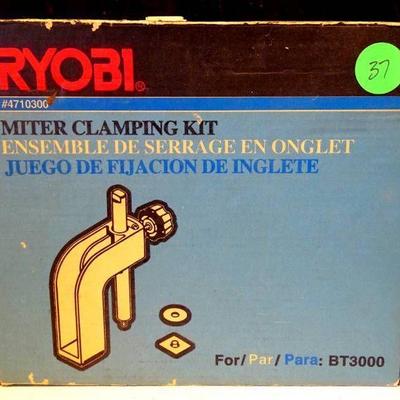 RYOBI®
37
#4710300
MITER CLAMPING KIT
ENSEMBLE DE SERRAGE EN ONGLET
JUEGO DE FIJACION DE INGLETE
For/Par/Para: BT3000